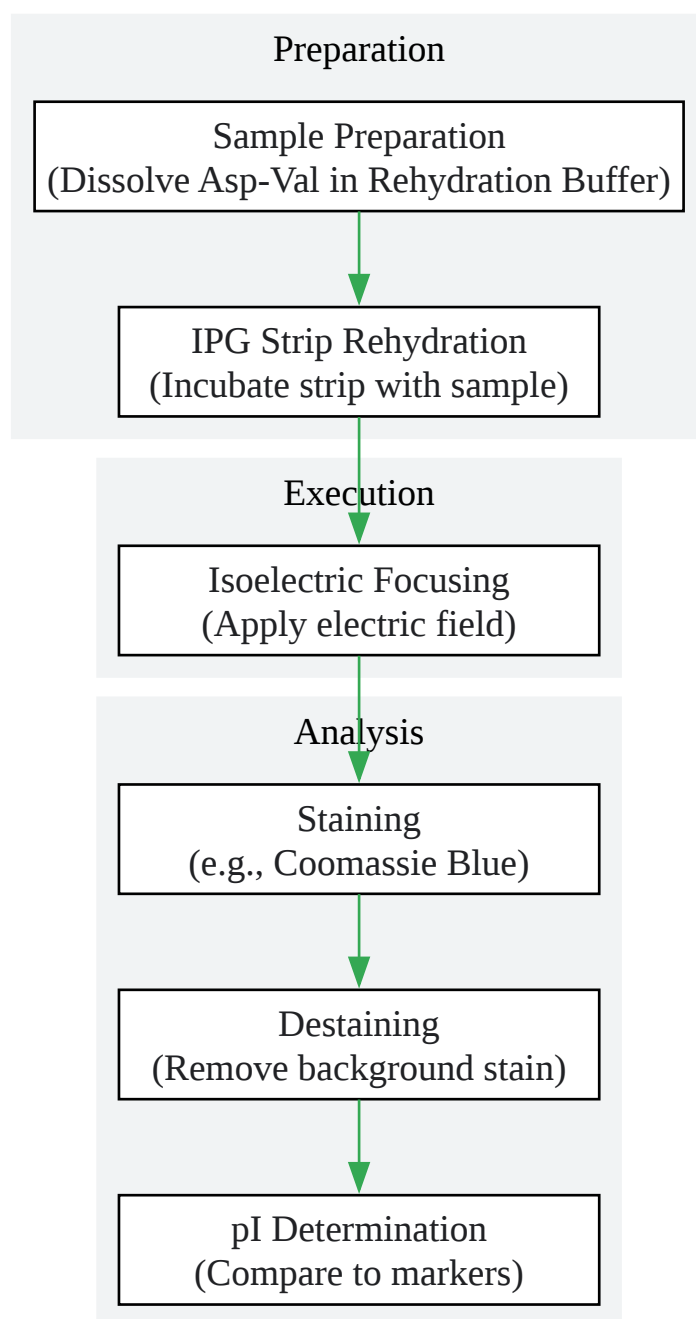 Preparation
Sample Preparation
(Dissolve Asp-Val in Rehydration Buffer)
IPG Strip Rehydration
(Incubate strip with sample)
Execution
Isoelectric Focusing
(Apply electric field)
Analysis
Staining
(e.g., Coomassie Blue)
Destaining
(Remove background stain)
pI Determination
(Compare to markers)